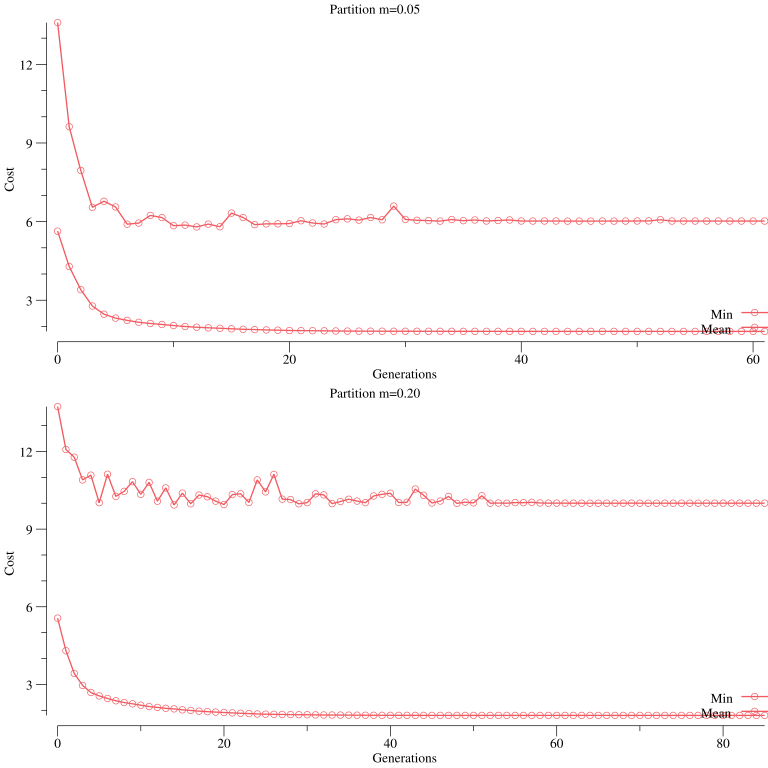 Partition m=0.05
12
9
6
3
Cost
Min
Mean
0 20 40 60
Generations
Partition m=0.20
12
9
6
3
Cost
Min
Mean
0 20 40 60 80
Generations